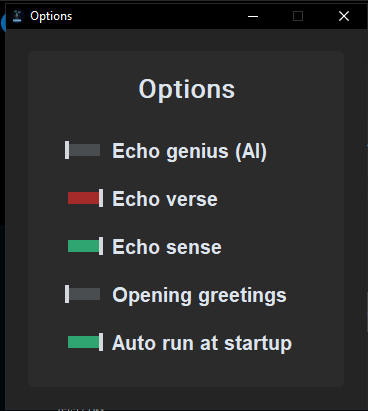 Options
Options
Echo genius (AI)
Echo verse
Echo sense
Opening greetings
Auto run at startup